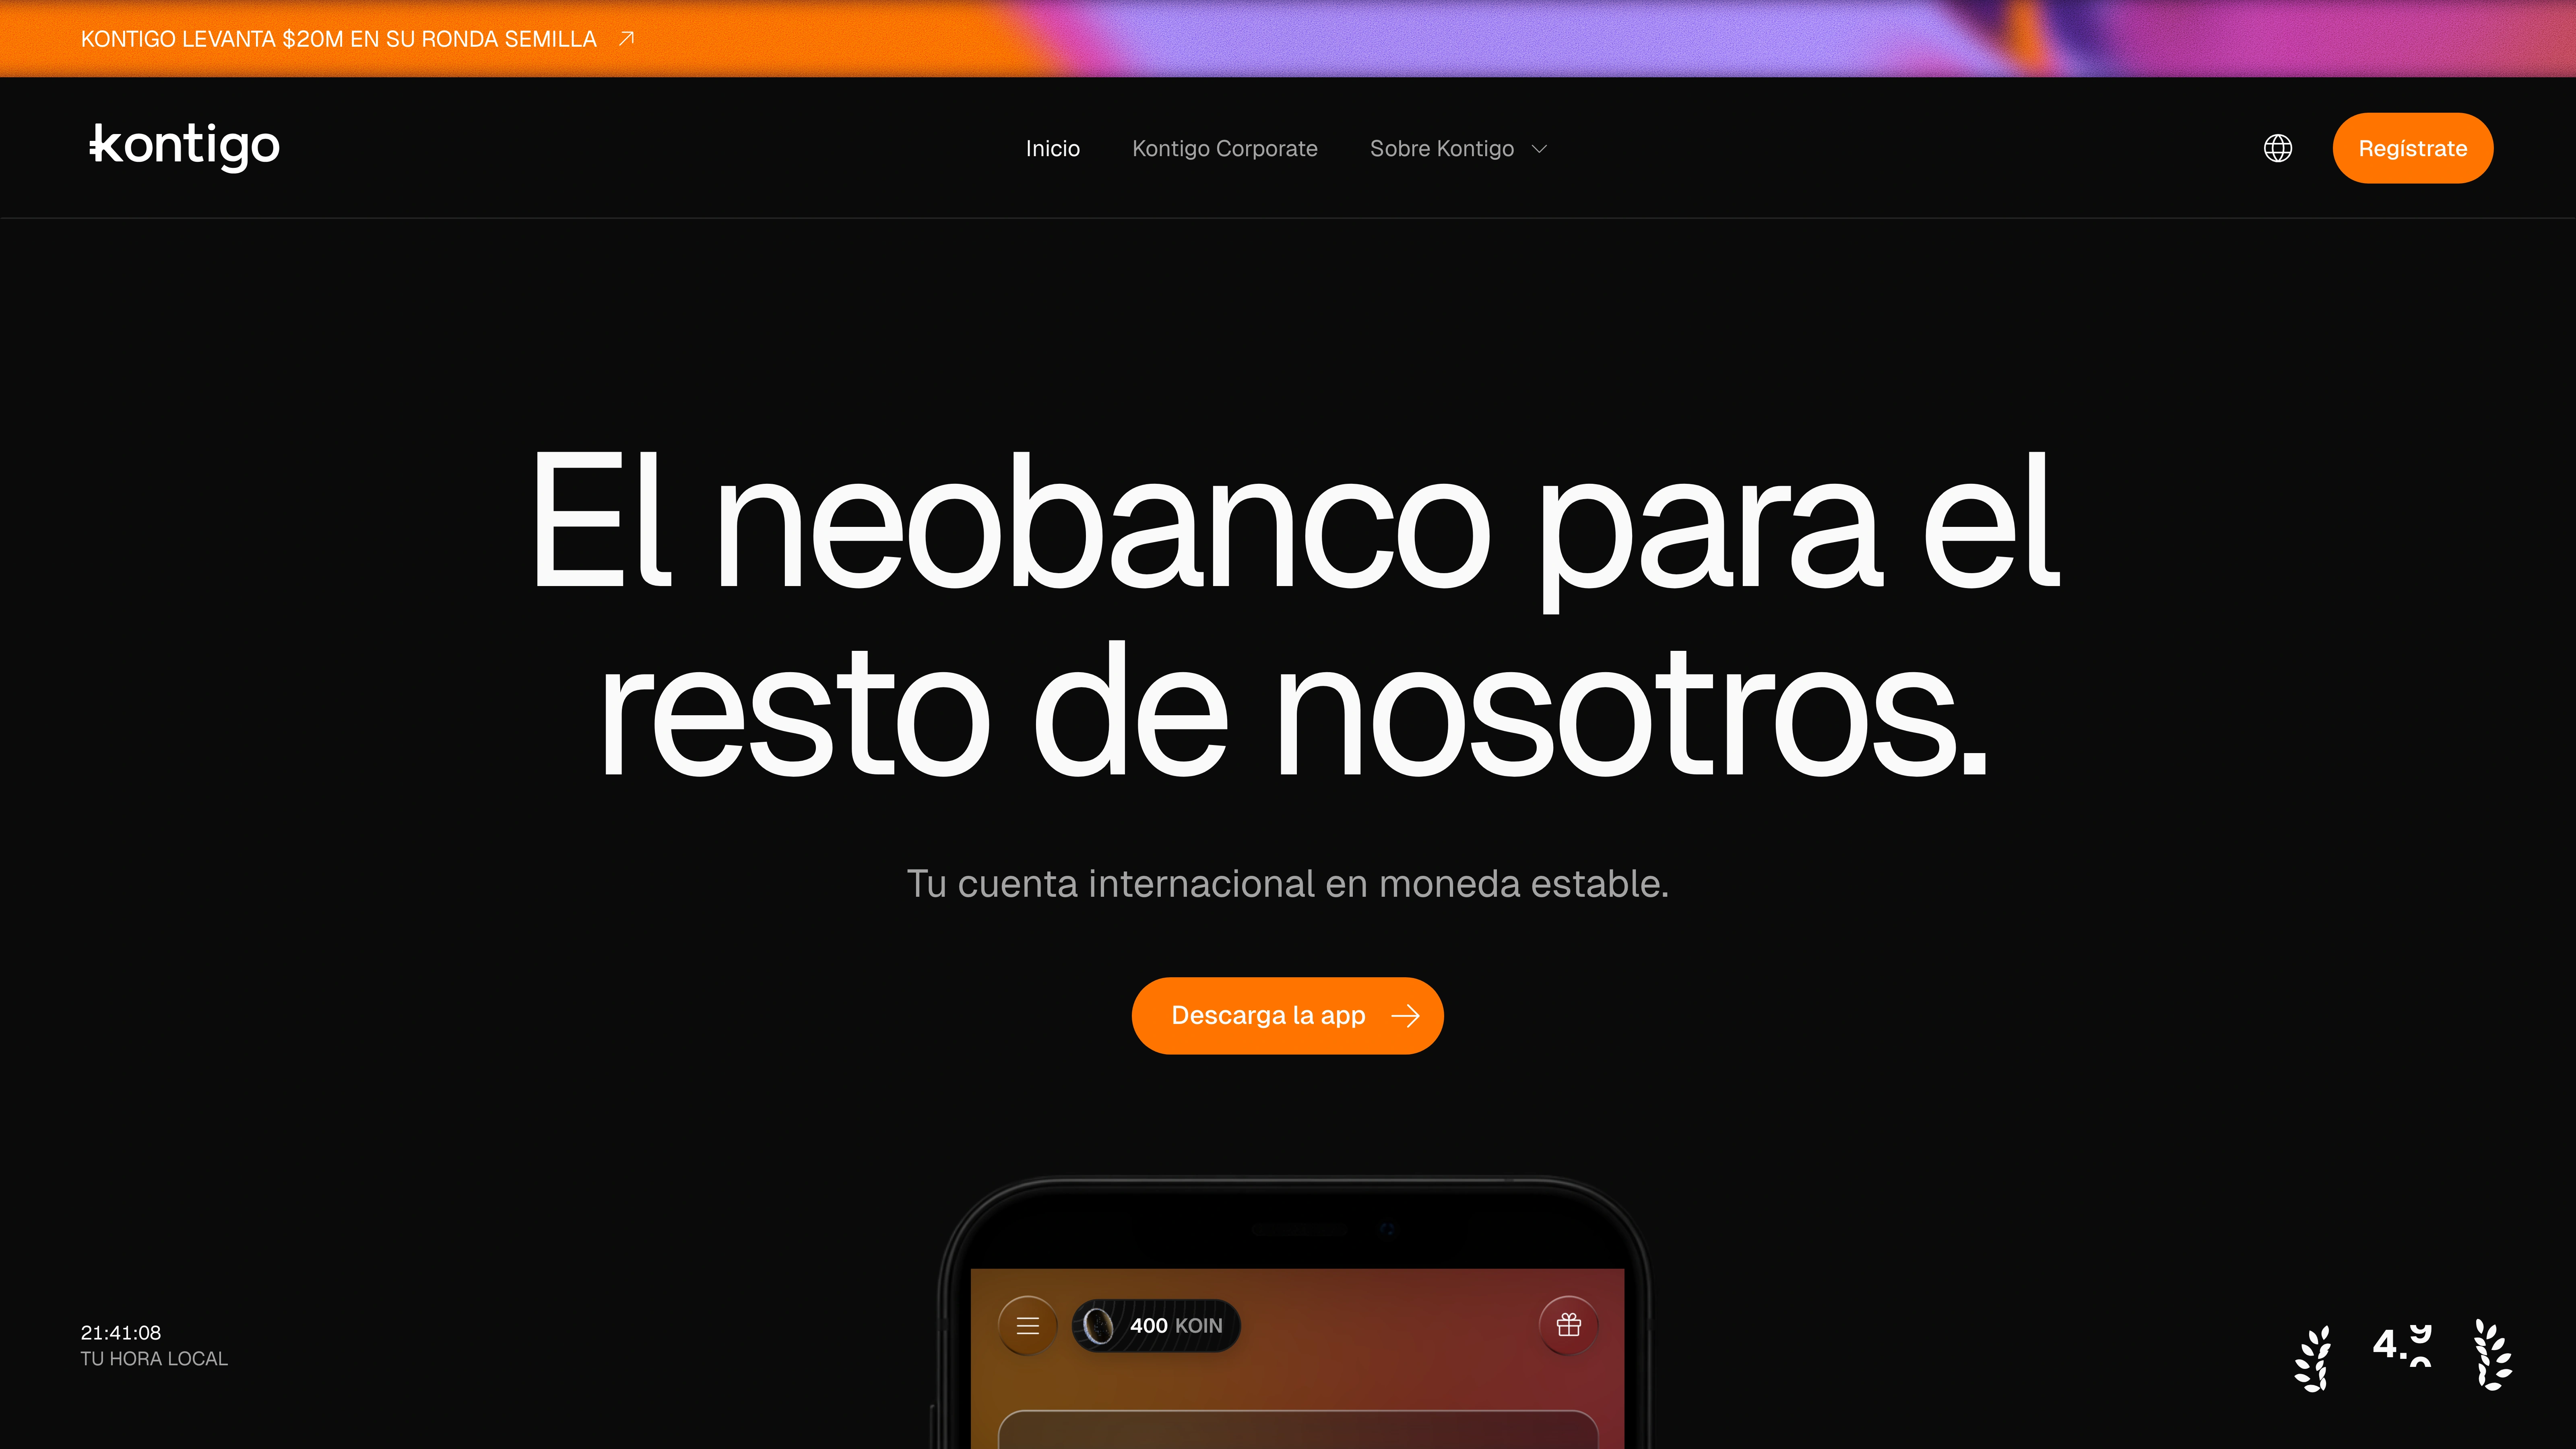 KONTIGO LEVANTA $20M EN SU RONDA SEMILLA
kontigo
Inicio
Kontigo Corporate
Sobre Kontigo
Regístrate
El neobanco para el
resto de nosotros.
Tu cuenta internacional en moneda estable.
Descarga la app
400 KOIN
21:41:08
TU HORA LOCAL